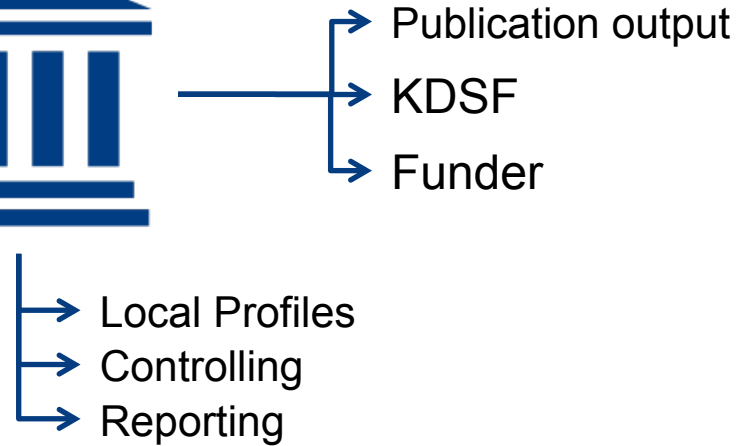 Publication output
KDSF
Funder
Local Profiles
Controlling
Reporting